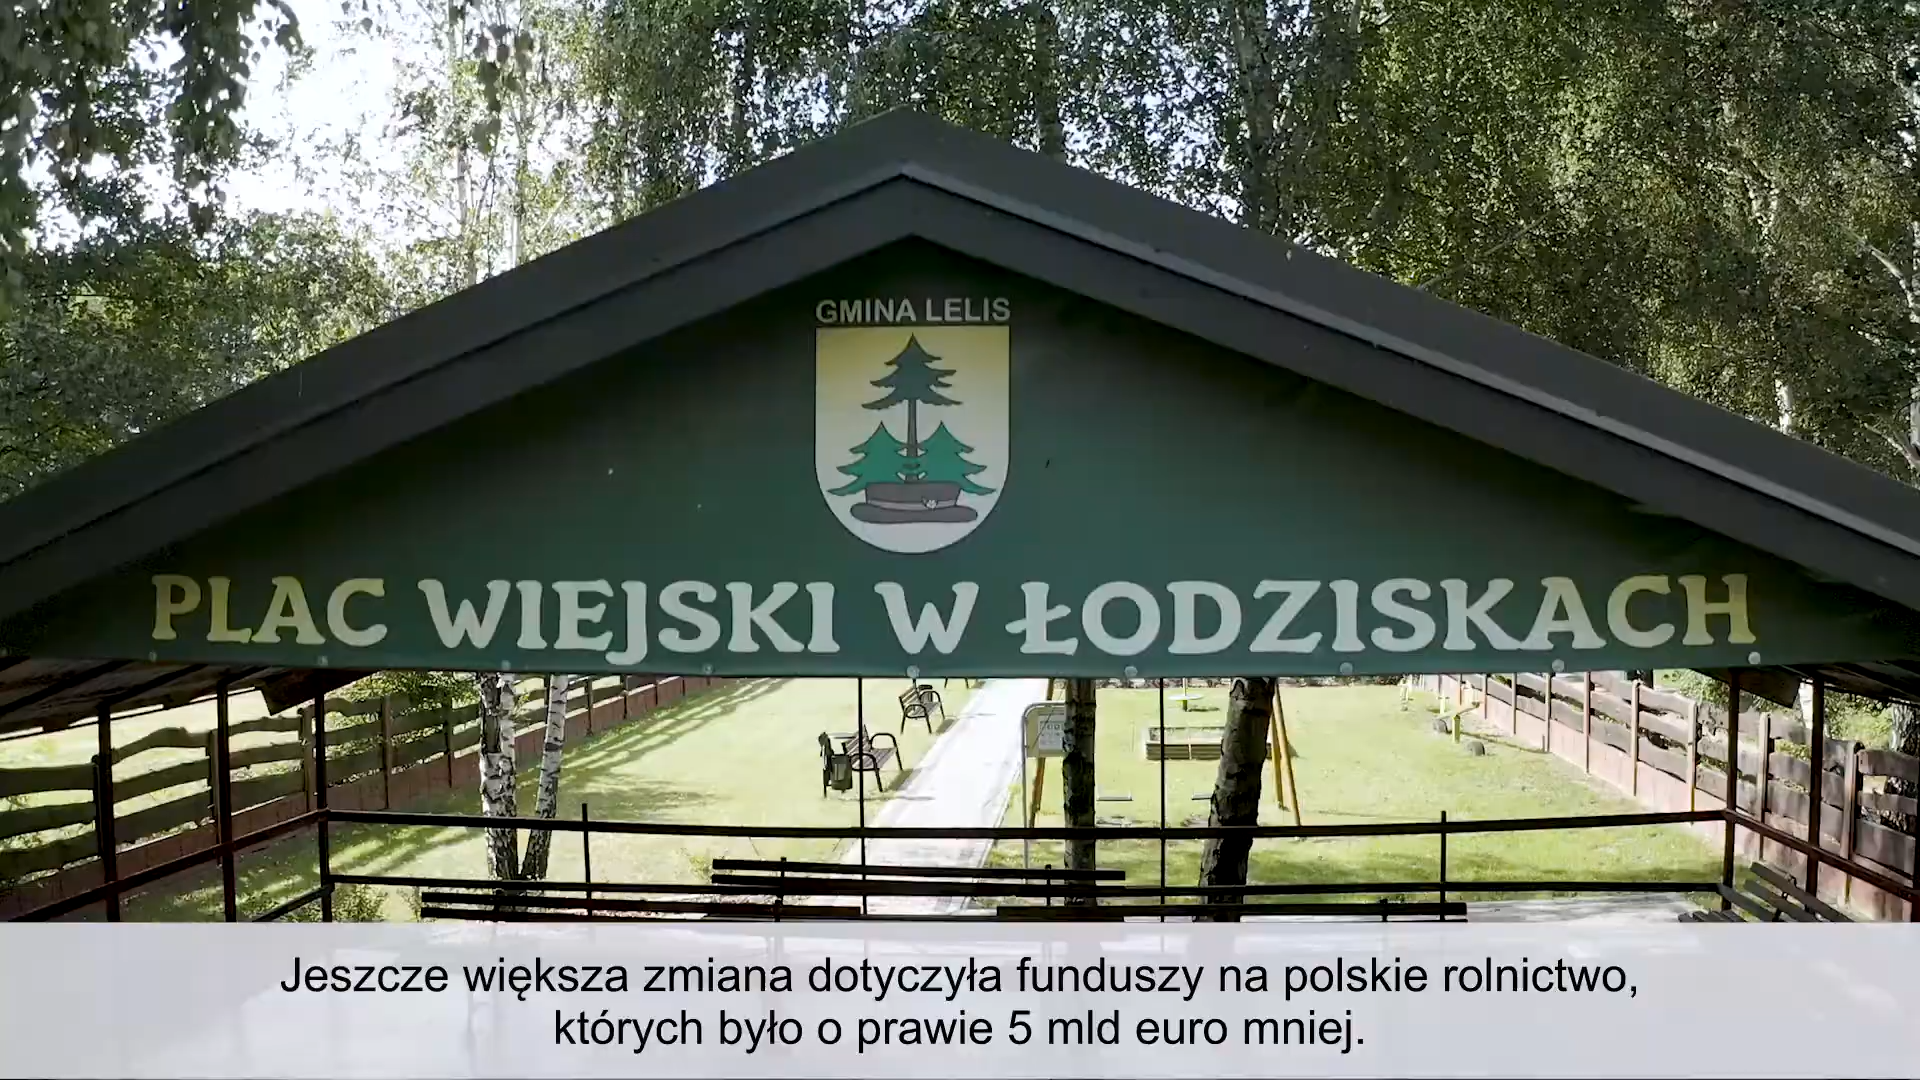 GMINA LELIS
PLAC WIEJSKI W ŁODZISKACH
Jeszcze większa zmiana dotyczyła funduszy na polskie rolnictwo,
których było o prawie 5 mld euro mniej.